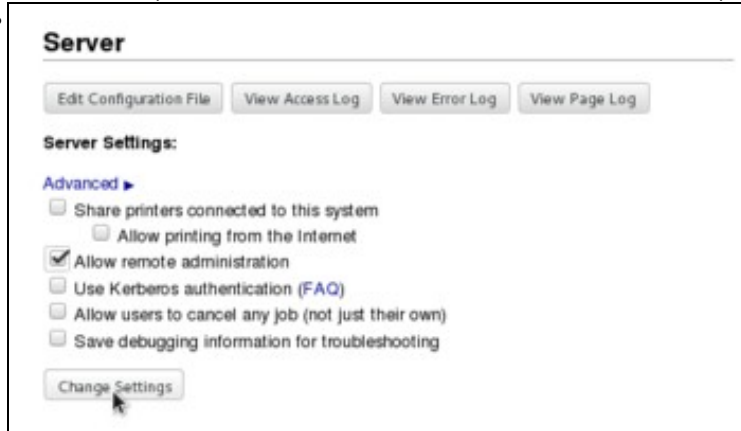 Server
Edit Configuration File View Access Log View Error Log View Page Log
Server Settings:
Advanced ▶
Share printers connected to this system
Allow printing from the Internet
Allow remote administration
Use Kerberos authentication (FAQ)
Allow users to cancel any job (not just their own)
Save debugging information for troubleshooting
Change Settings